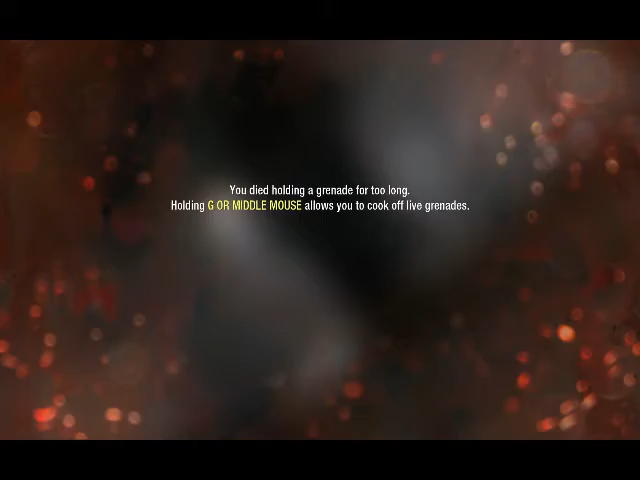 You died holding a grenade for too long.
Holding G OR MIDDLE MOUSE allows you to cook off live grenades.